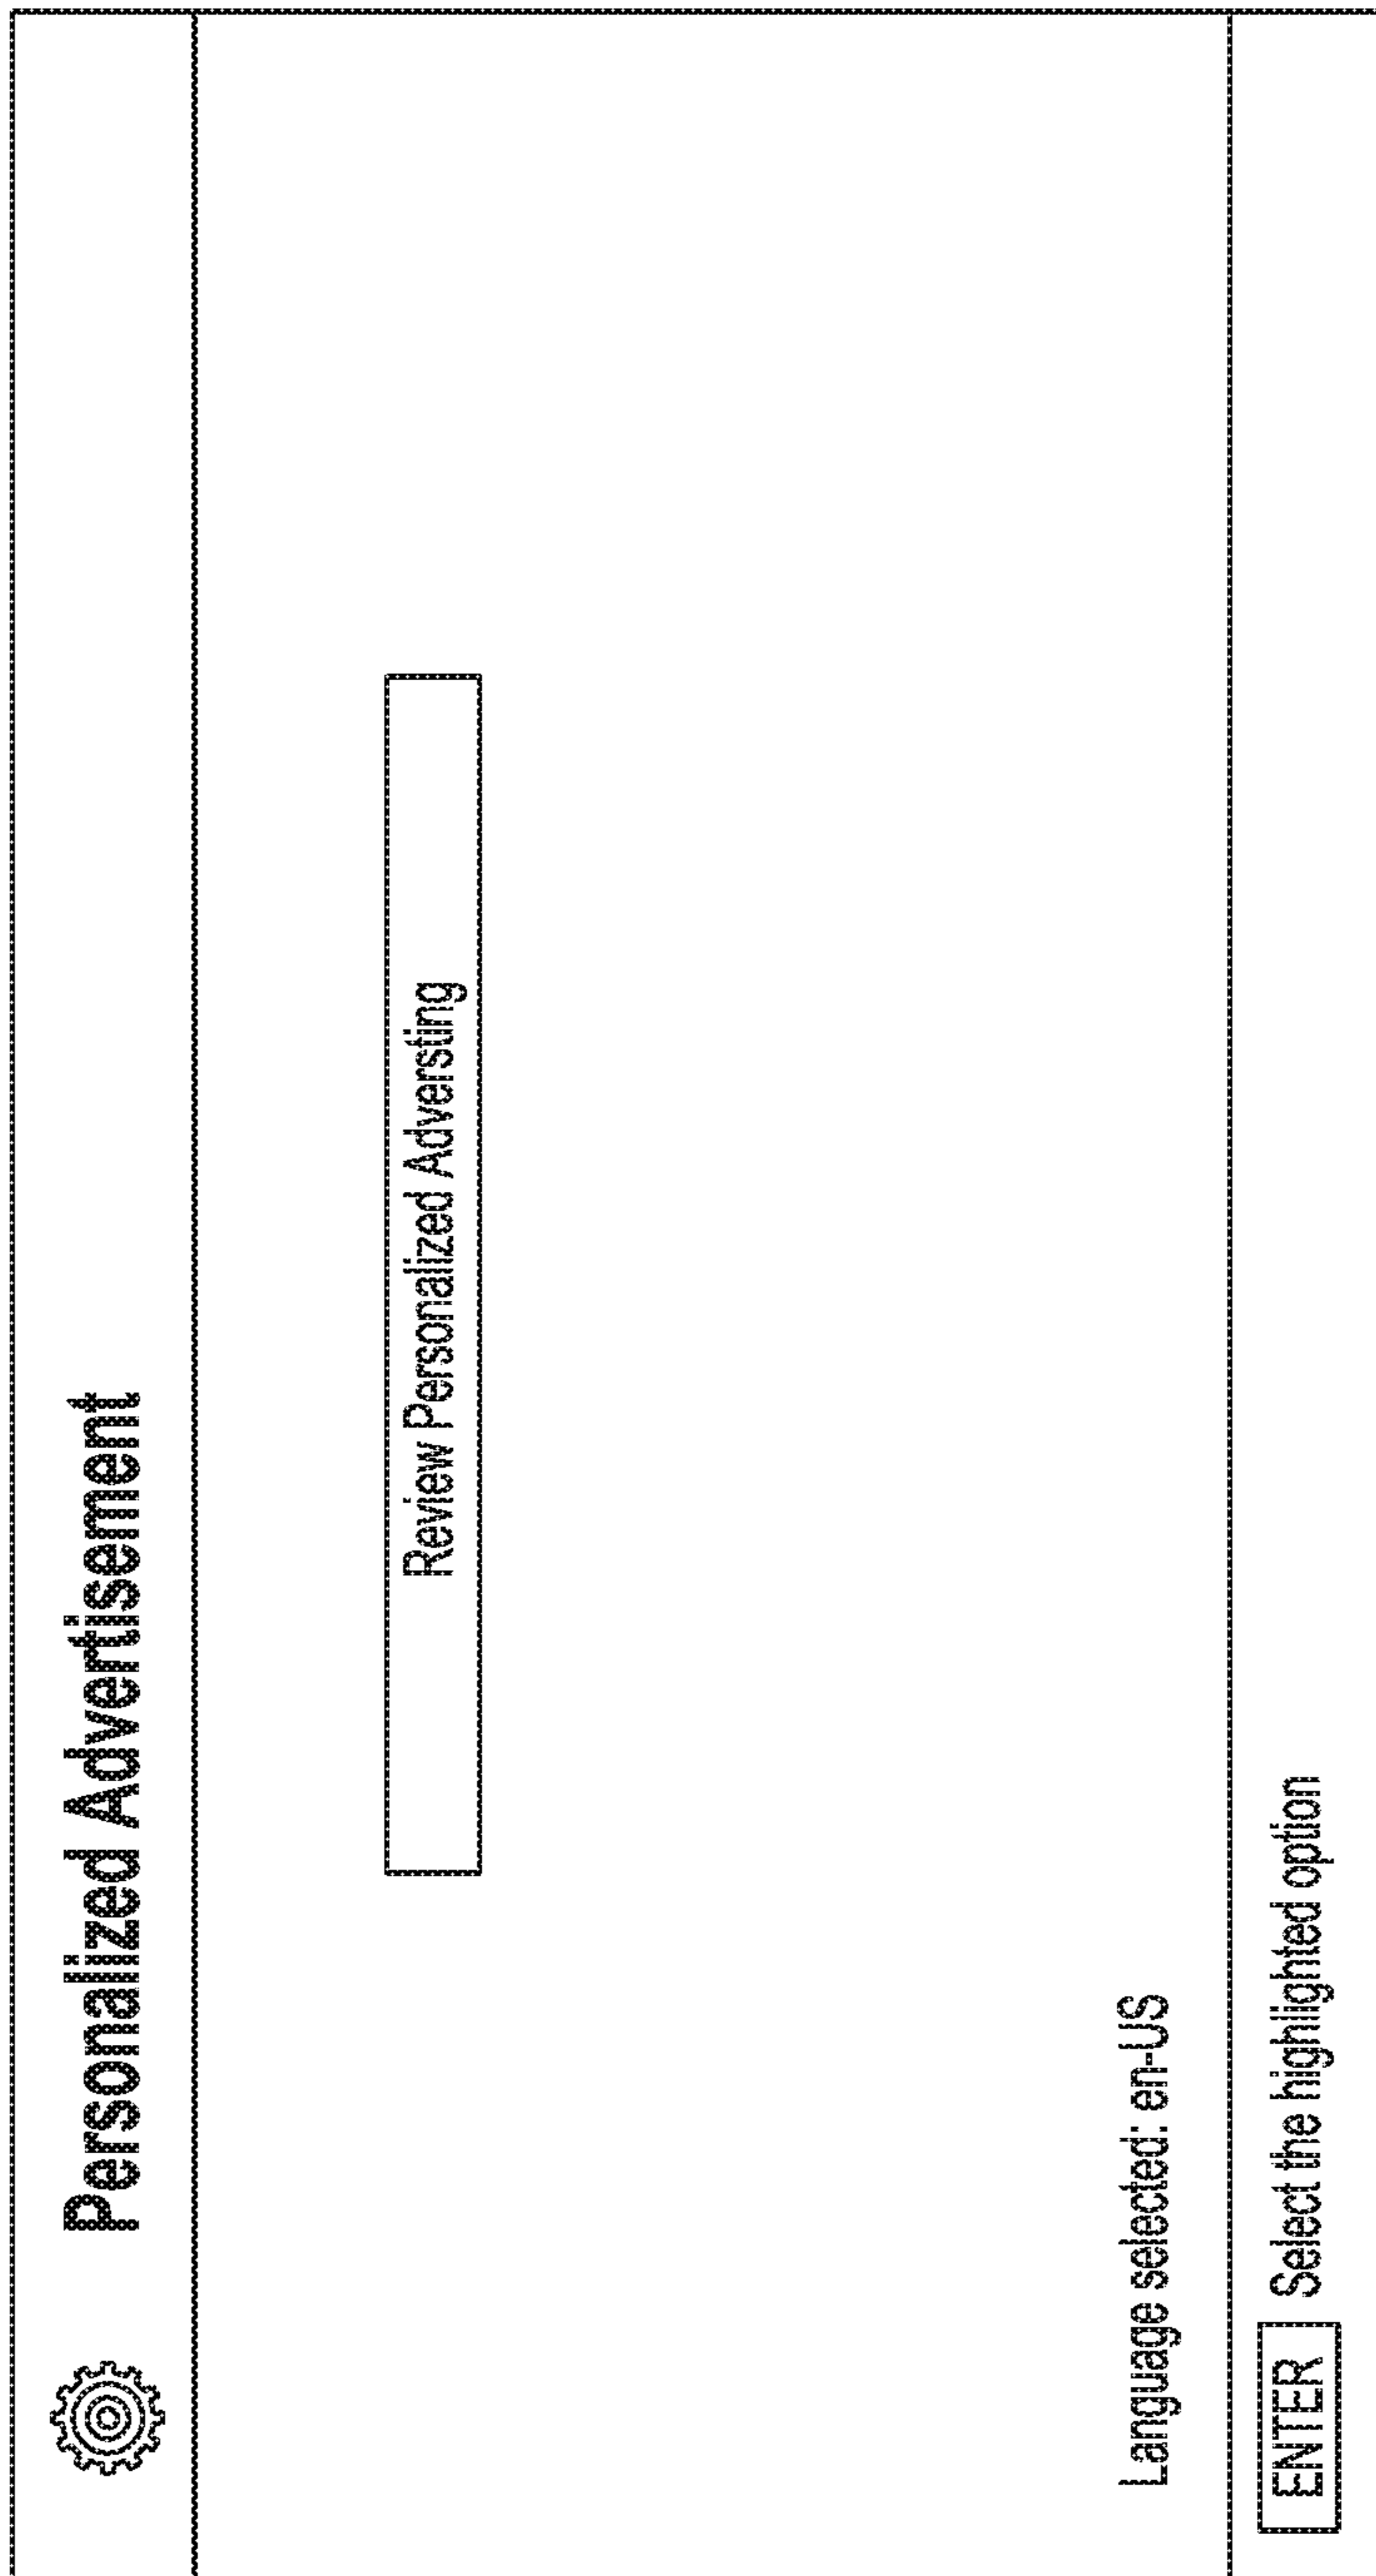 Personalized Advertisement
Review Personalized Adversting
Language selected: en-US
ENTER Select the highlighted option